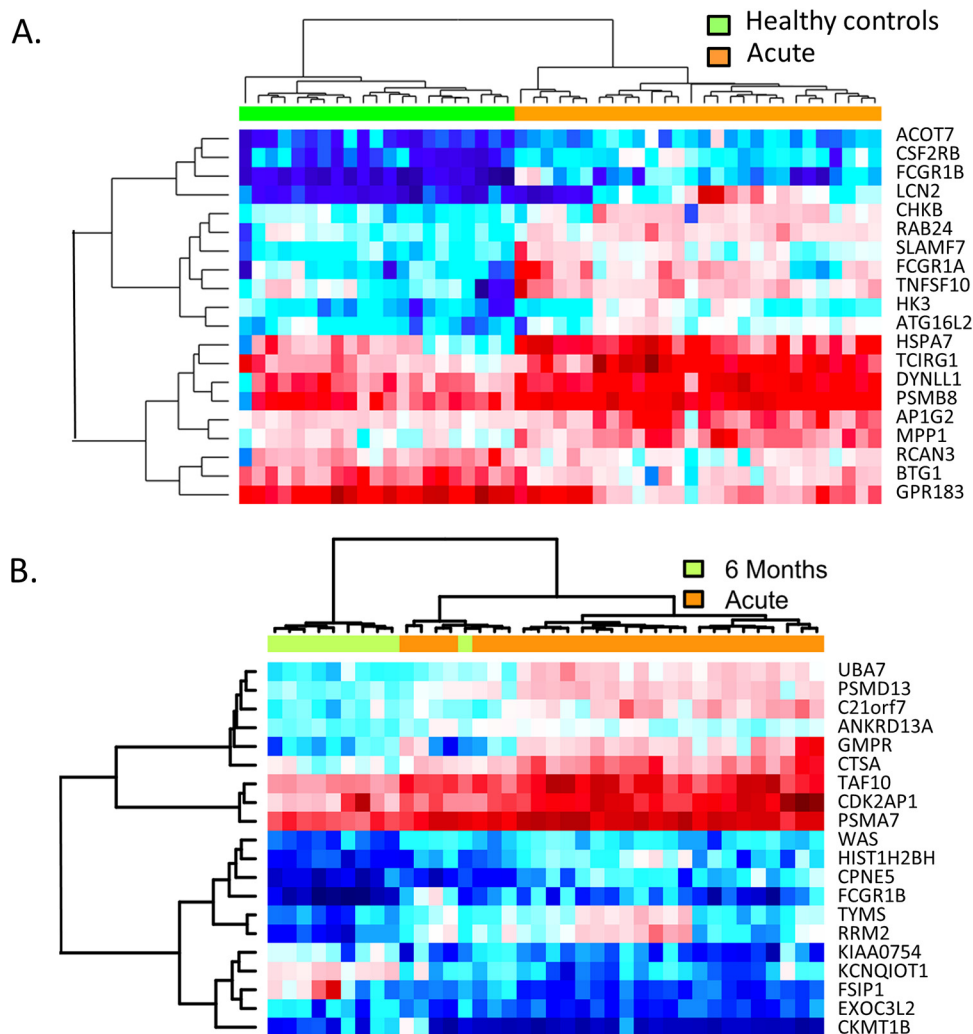 A.
Healthy controls
Acute
ACOT7
CSF2RB
FCGR1B
LCN2
CHKB
RAB24
SLAMF7
FCGR1A
TNFSF10
HK3
ATG16L2
HSPA7
TCIRG1
DYNLL1
PSMB8
AP1G2
MPP1
RCAN3
BTG1
GPR183
B.
6 Months
Acute
UBA7
PSMD13
C21orf7
ANKRD13A
GMPR
CTSA
TAF10
CDK2AP1
PSMA7
WAS
HIST1H2BH
CPNE5
FCGR1B
TYMS
RRM2
KIAA0754
KCNQIOT1
FSIP1
EXOC3L2
CKMT1B